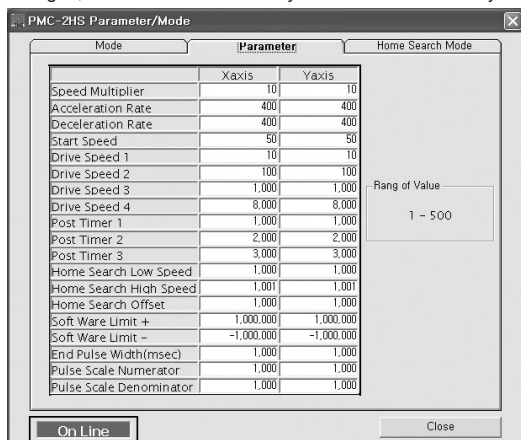 PMC-2HS Parameter/Mode
Mode Parameter Home Search Mode
Xaxis Yaxis
Speed Multiplier 10 10
Acceleration Rate 400 400
Deceleration Rate 400 400
Start Speed 50 50
Drive Speed 1 10 10
Drive Speed 2 100 100
Drive Speed 3 1,000 1,000
Drive Speed 4 8,000 8,000
Post Timer 1 1,000 1,000
Post Timer 2 2,000 2,000
Post Timer 3 3,000 3,000
Home Search Low Speed 1,000 1,000
Home Search High Speed 1,001 1,001
Home Search Offset 1,000 1,000
Soft Ware Limit + 1,000,000 1,000,000
Soft Ware Limit - -1,000,000 -1,000,000
End Pulse Width(msec) 1,000 1,000
Pulse Scale Numerator 1,000 1,000
Pulse Scale Denominator 1,000 1,000
Rang of Value
1 - 500
On Line
Close